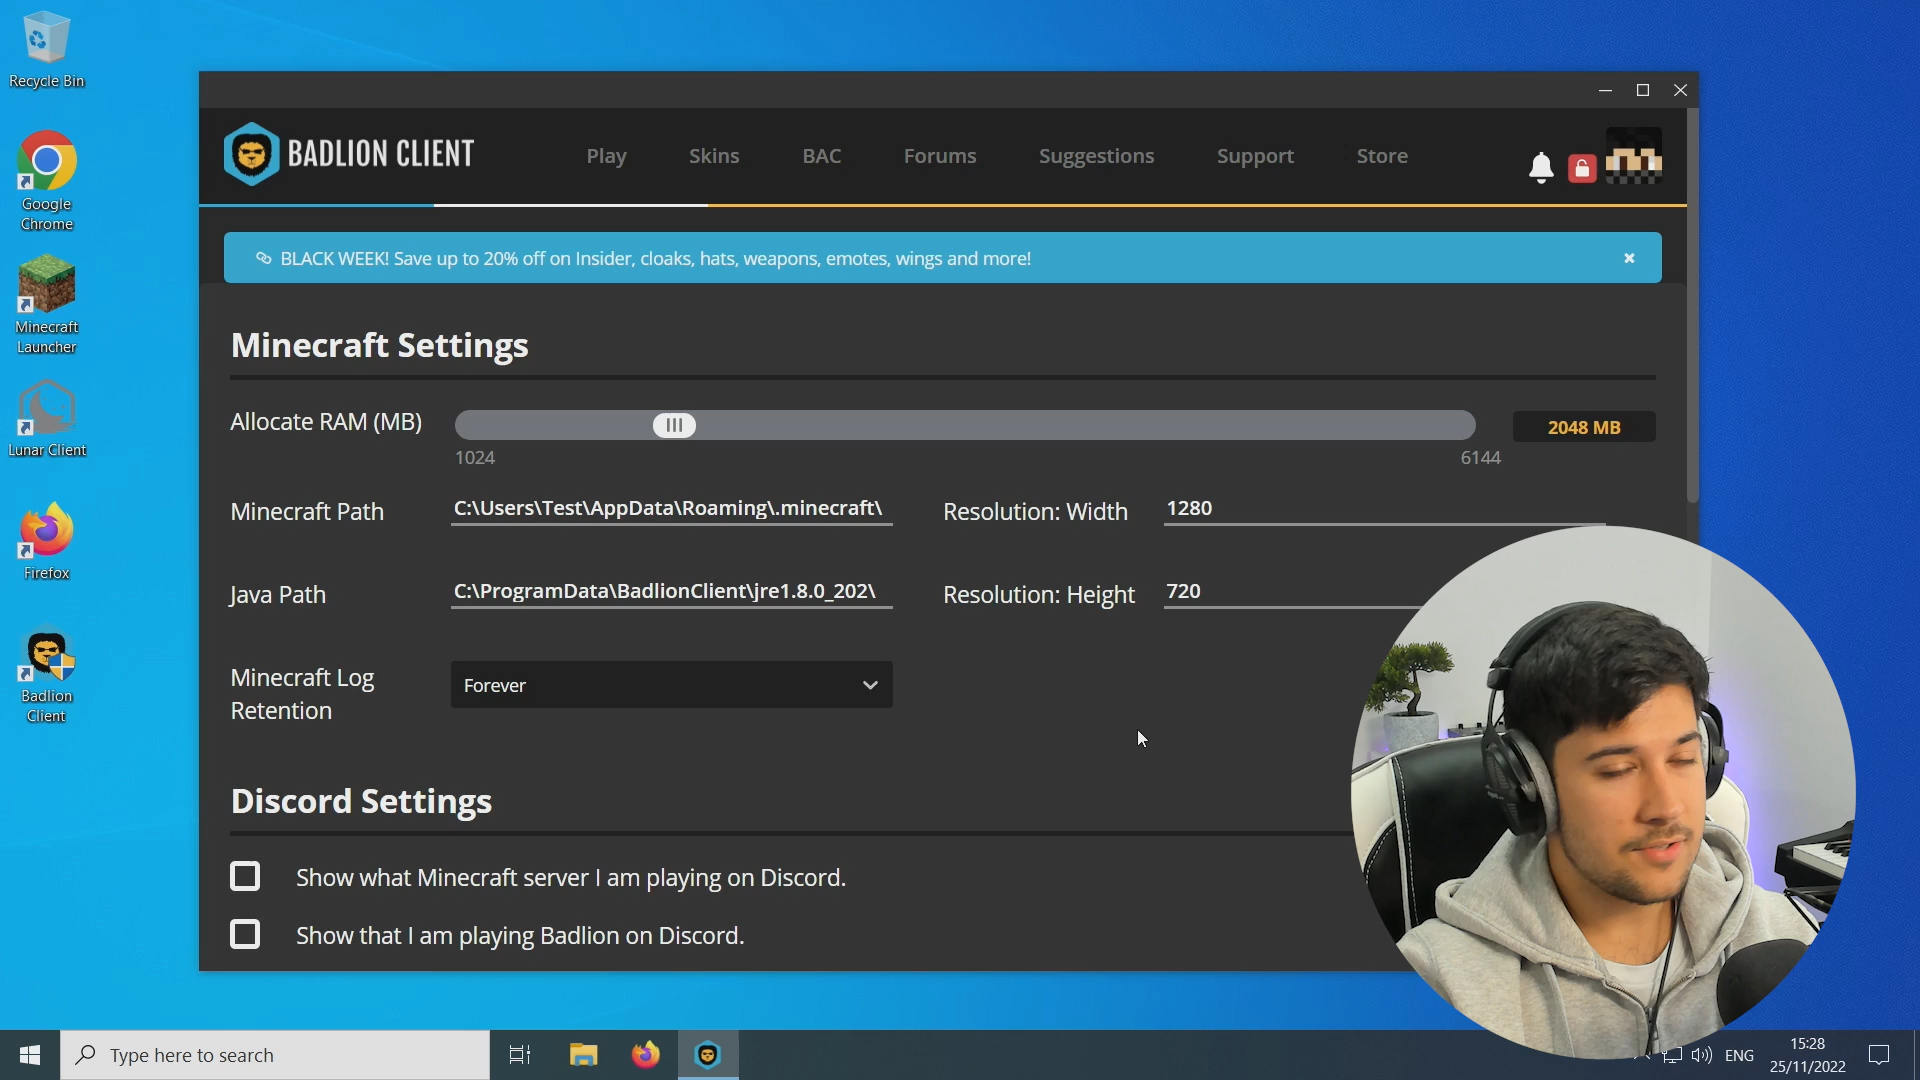 Recycle Bin
Google
Chrome
Minecraft
Launcher
Lunar Client
Firefox
Badlion
Client
BADLION CLIENT
Play
Skins
BAC
Forums
Suggestions
Support
Store
BLACK WEEK! Save up to 20% off on Insider, cloaks, hats, weapons, emotes, wings and more!
Minecraft Settings
Allocate RAM (MB)
2048 MB
1024
6144
Minecraft Path
C:\Users\Test\AppData\Roaming\.minecraft\
Resolution: Width
1280
Java Path
C:\ProgramData\BadlionClient\jre1.8.0_202\
Resolution: Height
720
Minecraft Log
Retention
Forever
Discord Settings
Show what Minecraft server I am playing on Discord.
Show that I am playing Badlion on Discord.
Type here to search
ENG
15:28
25/11/2022